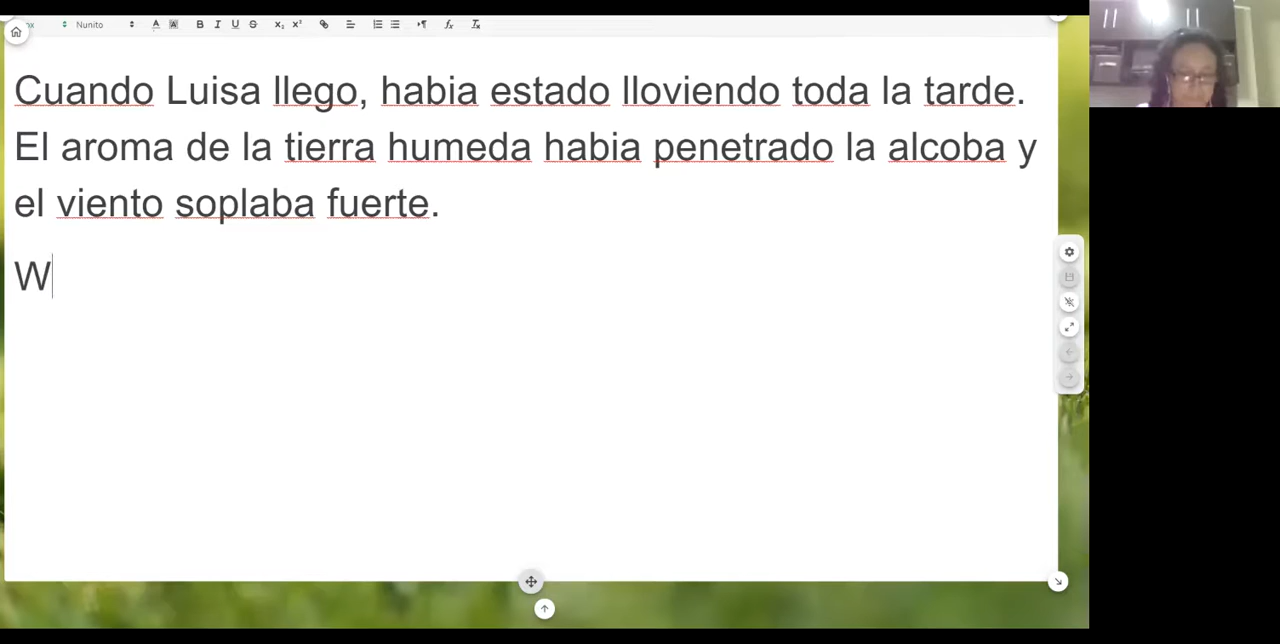 Nunito
Cuando Luisa llego, habia estado lloviendo toda la tarde.
El aroma de la tierra humeda habia penetrado la alcoba y
el viento soplaba fuerte.
W